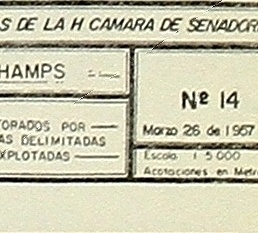 S DE LA H CAMARA DE SENADOR
HAMPS
Nº 14
Marzo 26 de 1957
TORADOS POR
AS DELIMITADAS
XPLOTADAS
Escala 1 5 000
Acotaciones en Met